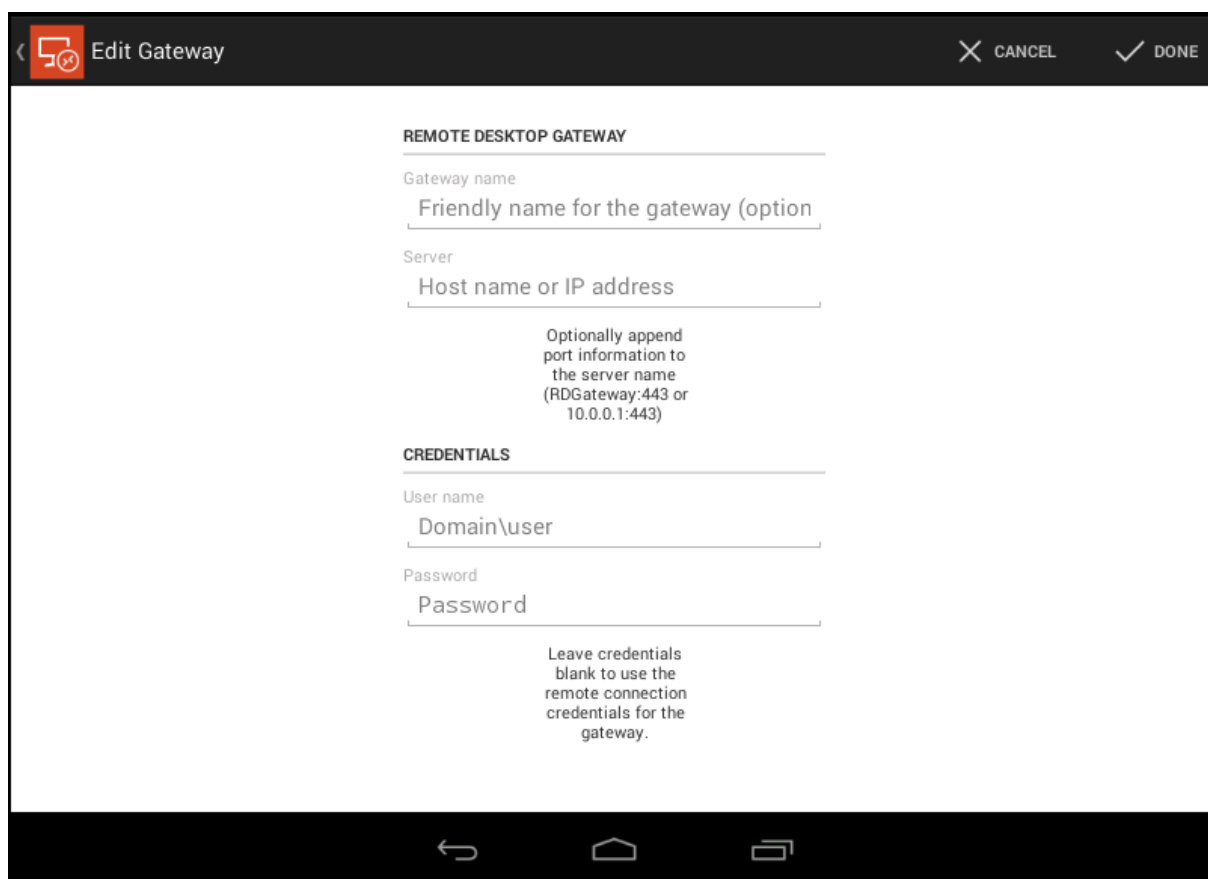 Edit Gateway
CANCEL
DONE
REMOTE DESKTOP GATEWAY
Gateway name
Friendly name for the gateway (option
Server
Host name or IP address
Optionally append
port information to
the server name
(RDGateway:443 or
10.0.0.1:443)
CREDENTIALS
User name
Domain\user
Password
Password
Leave credentials
blank to use the
remote connection
credentials for the
gateway.